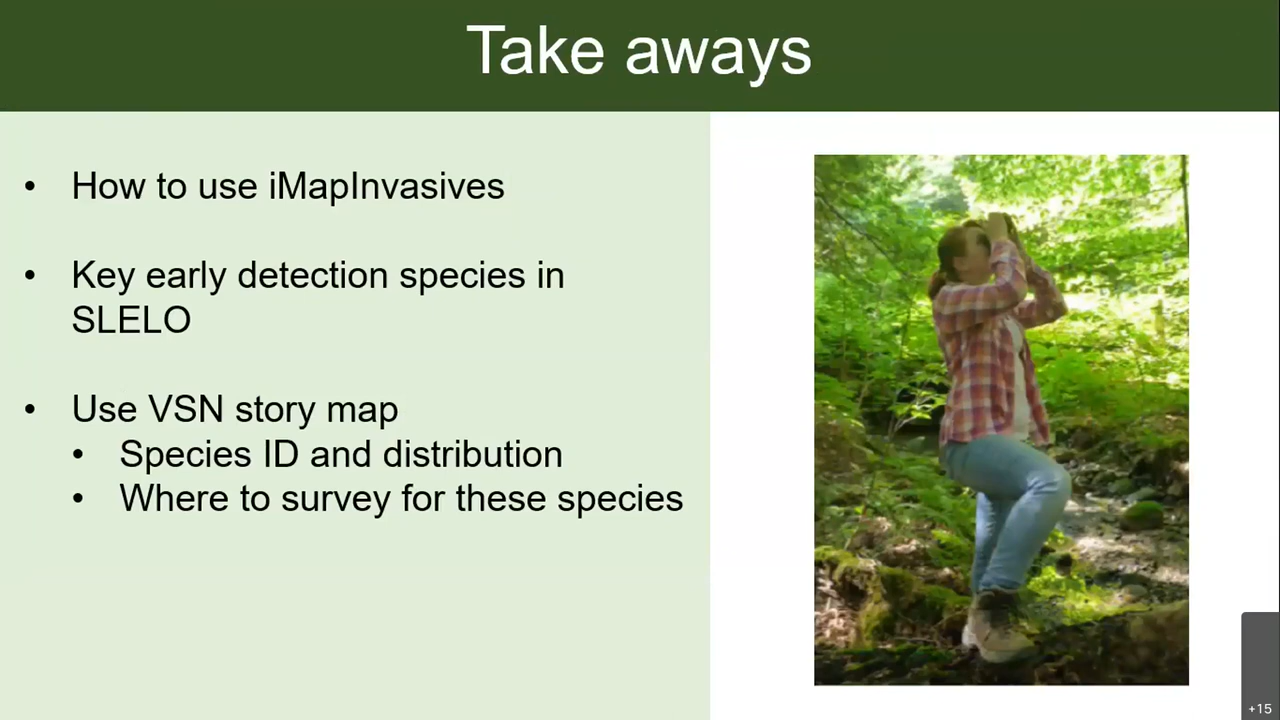 Take aways
• How to use iMapInvasives
• Key early detection species in
SLELO
• Use VSN story map
• Species ID and distribution
• Where to survey for these species
+15